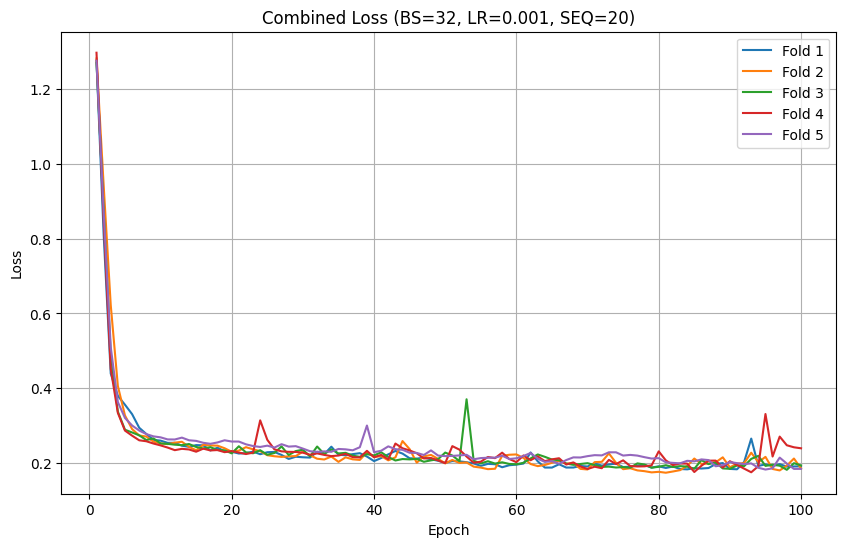 Combined Loss (BS=32, LR=0.001, SEQ=20)
Fold 1
Fold 2
Fold 3
Fold 4
Fold 5
1.2
1.0
0.8
0.6
0.4
0.2
Loss
0 20 40 60 80 100
Epoch